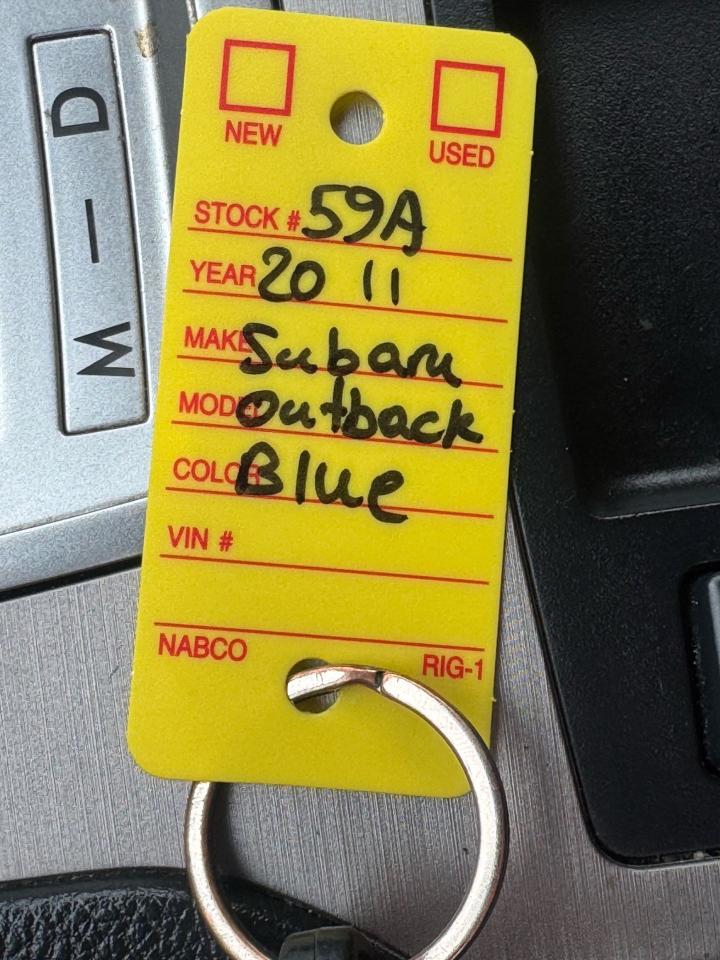 NEW USED
STOCK # 59A
YEAR 20 11
MAKE Subaru
MODEL Outback
COLOR Blue
VIN #
NABCO RIG-1
D
M